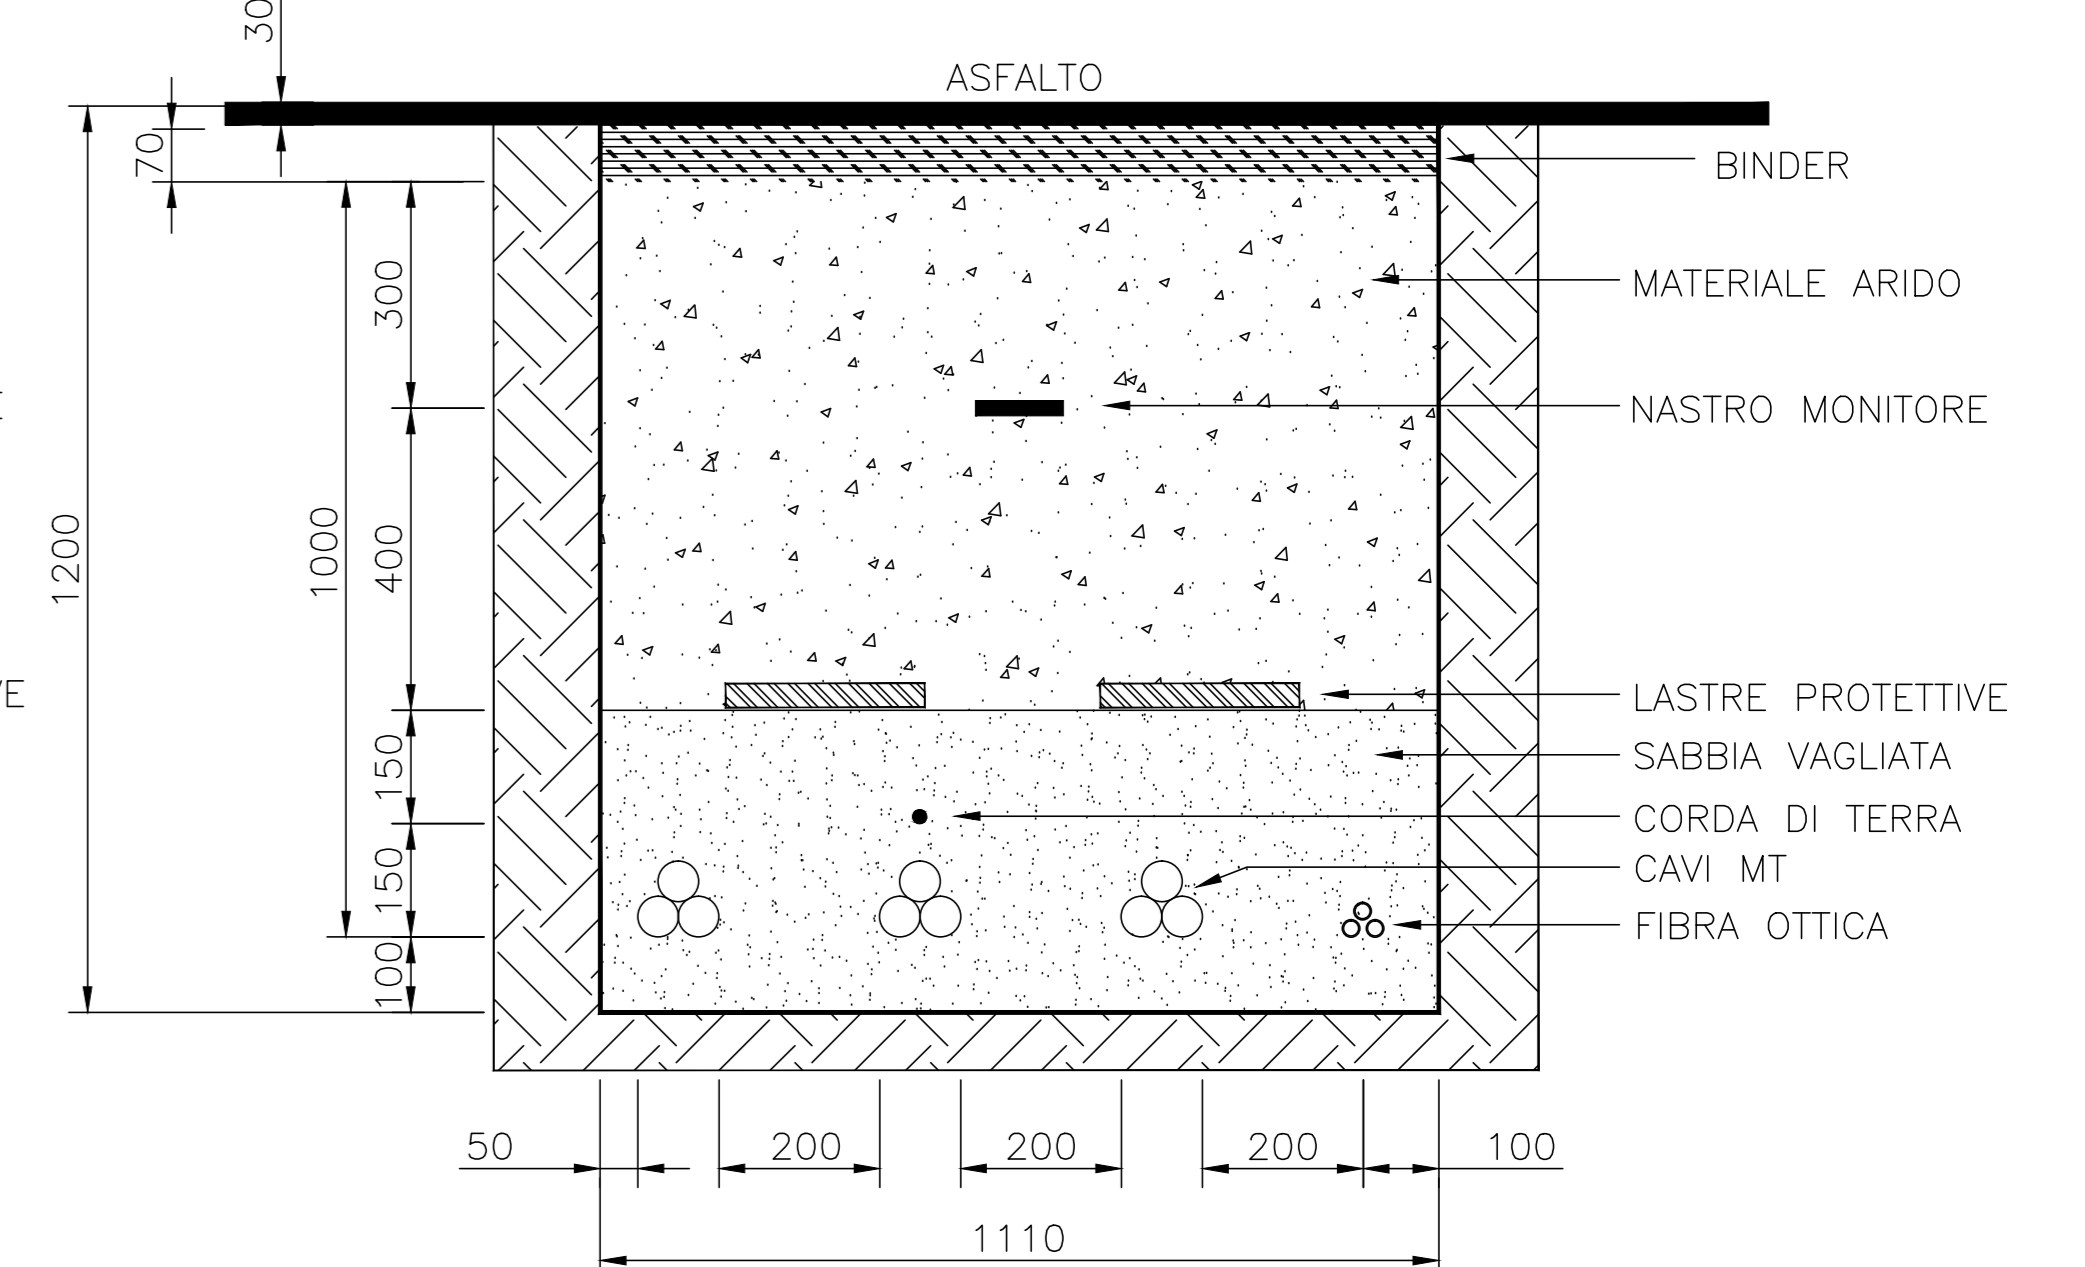 30
ASFALTO
70
BINDER
300
MATERIALE ARIDO
NASTRO MONITORE
1200
1000
400
LASTRE PROTETTIVE
150
SABBIA VAGLIATA
CORDA DI TERRA
150
CAVI MT
FIBRA OTTICA
100
50
200
200
200
100
1110